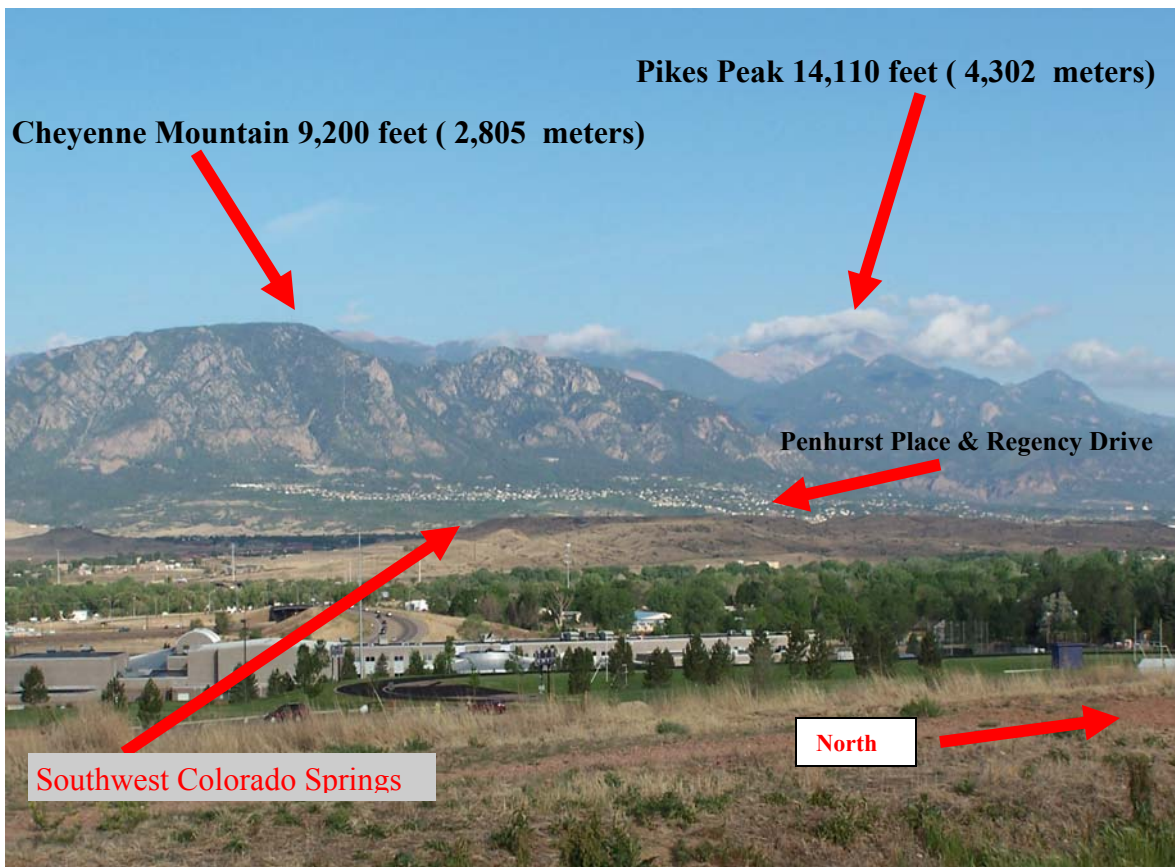 Pikes Peak 14,110 feet ( 4,302  meters)
Cheyenne Mountain 9,200 feet ( 2,805  meters)
Penhurst Place & Regency Drive
North
Southwest Colorado Springs